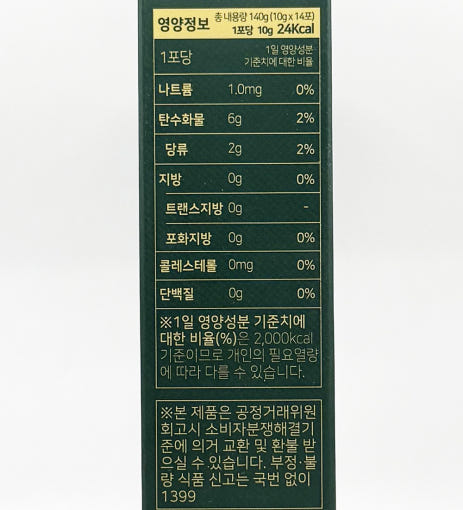 영양정보 총 내용량 140g(10g x 14포)
1포당 10g 24Kcal
1포당 1일 영양성분
기준치에 대한 비율
나트륨 1.0mg 0%
탄수화물 6g 2%
당류 2g 2%
지방 0g 0%
트랜스지방 0g -
포화지방 0g 0%
콜레스테롤 0mg 0%
단백질 0g 0%
※1일 영양성분 기준치에
대한 비율(%)은 2,000kcal
기준이므로 개인의 필요열량
에 따라 다를 수 있습니다.
※본 제품은 공정거래위원
회고시 소비자분쟁해결기
준에 의거 교환 및 환불 받
으실 수 있습니다. 부정·불
량 식품 신고는 국번 없이
1399